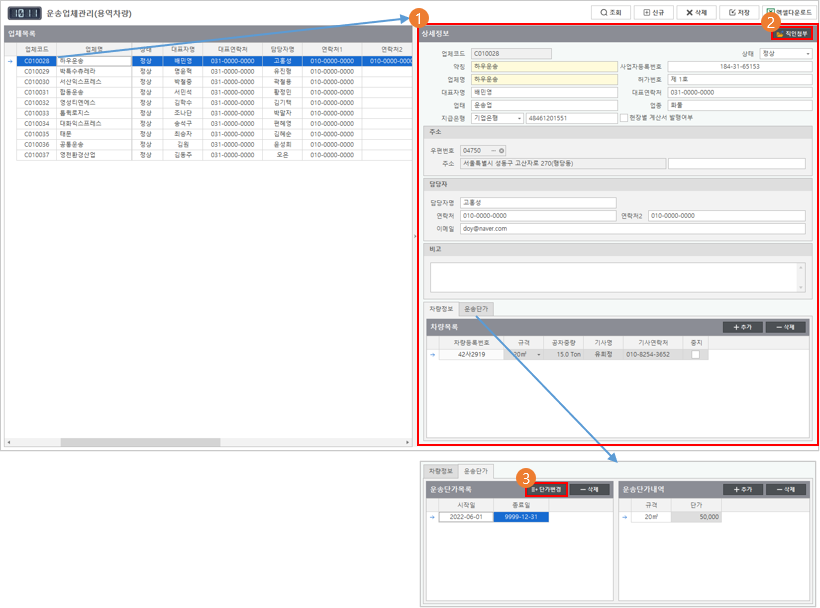 1011 운송업체관리(용역차량)
조회 신규 삭제 저장 엑셀다운로드
1 2
업체목록
업체코드 업체명 상태 대표자명 대표연락처 담당자명 연락처1 연락처2
C010028 하우운송 정상 배민영 031-0000-0000 고홍성 010-0000-0000 010-0000-0000
C010029 박특수츄레라 정상 명윤혁 031-0000-0000 유진형 010-0000-0000
C010030 서산익스프레스 정상 곽철중 031-0000-0000 곽철용 010-0000-0000
C010031 합동운송 정상 서민석 031-0000-0000 황정민 010-0000-0000
C010032 영성티앤에스 정상 김학수 031-0000-0000 김기택 010-0000-0000
C010033 홀럭로지스 정상 조나단 031-0000-0000 박말자 010-0000-0000
C010034 대화익스프레스 정상 송석구 031-0000-0000 편혜영 010-0000-0000
C010035 태문 정상 최승자 031-0000-0000 김혜순 010-0000-0000
C010036 공룡운송 정상 김원 031-0000-0000 윤성희 010-0000-0000
C010037 영천환경산업 정상 김동주 031-0000-0000 오은 010-0000-0000
상세정보 직인첨부
업체코드 C010028 상태 정상
약칭 하우운송 사업자등록번호 184-31-65153
업체명 하우운송 허가번호 제 1호
대표자명 배민영 대표연락처 031-0000-0000
업태 운송업 업종 화물
지급은행 기업은행 48461201551 현장별 계산서 발행여부
주소
우편번호 04750
주소 서울특별시 성동구 고산자로 270(행당동)
담당자
담당자명 고홍성
연락처 010-0000-0000 연락처2 010-0000-0000
이메일 doy@naver.com
비고
차량정보 운송단가
차량목록 추가 삭제
차량등록번호 규격 공차중량 기사명 기사연락처 중지
42사2919 20㎥ 15.0 Ton 유희정 010-8254-3652
차량정보 운송단가
3
운송단가목록 단가변경 삭제
시작일 종료일
2022-06-01 9999-12-31
운송단가내역 추가 삭제
규격 단가
20㎥ 50,000